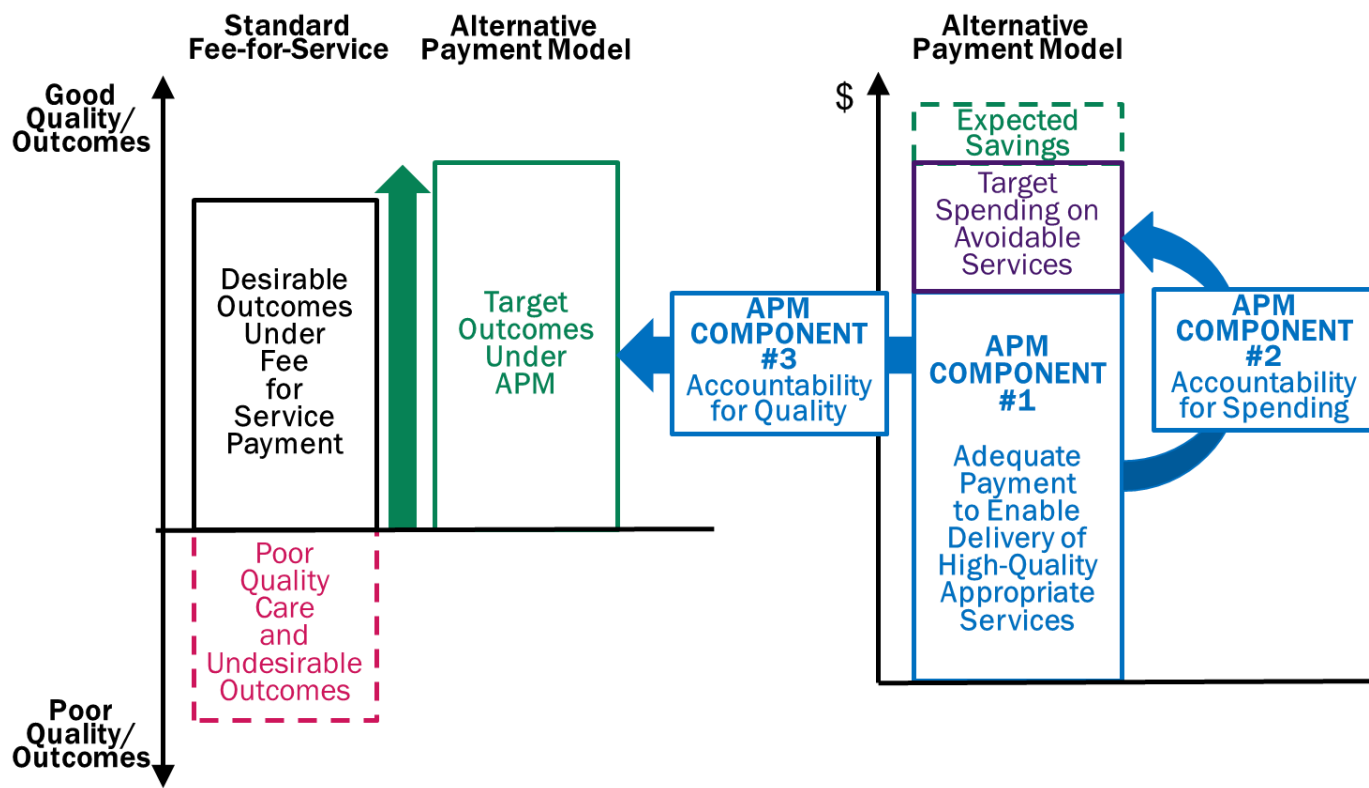 Standard
Fee-for-Service
Alternative
Payment Model
Good
Quality/
Outcomes
Desirable
Outcomes
Under
Fee
for
Service
Payment
Target
Outcomes
Under
APM
Poor
Quality
Care
and
Undesirable
Outcomes
Poor
Quality/
Outcomes
Alternative
Payment Model
$
Expected
Savings
Target
Spending on
Avoidable
Services
APM
COMPONENT
#3
Accountability
for Quality
APM
COMPONENT
#1
Adequate
Payment
to Enable
Delivery of
High-Quality
Appropriate
Services
APM
COMPONENT
#2
Accountability
for Spending